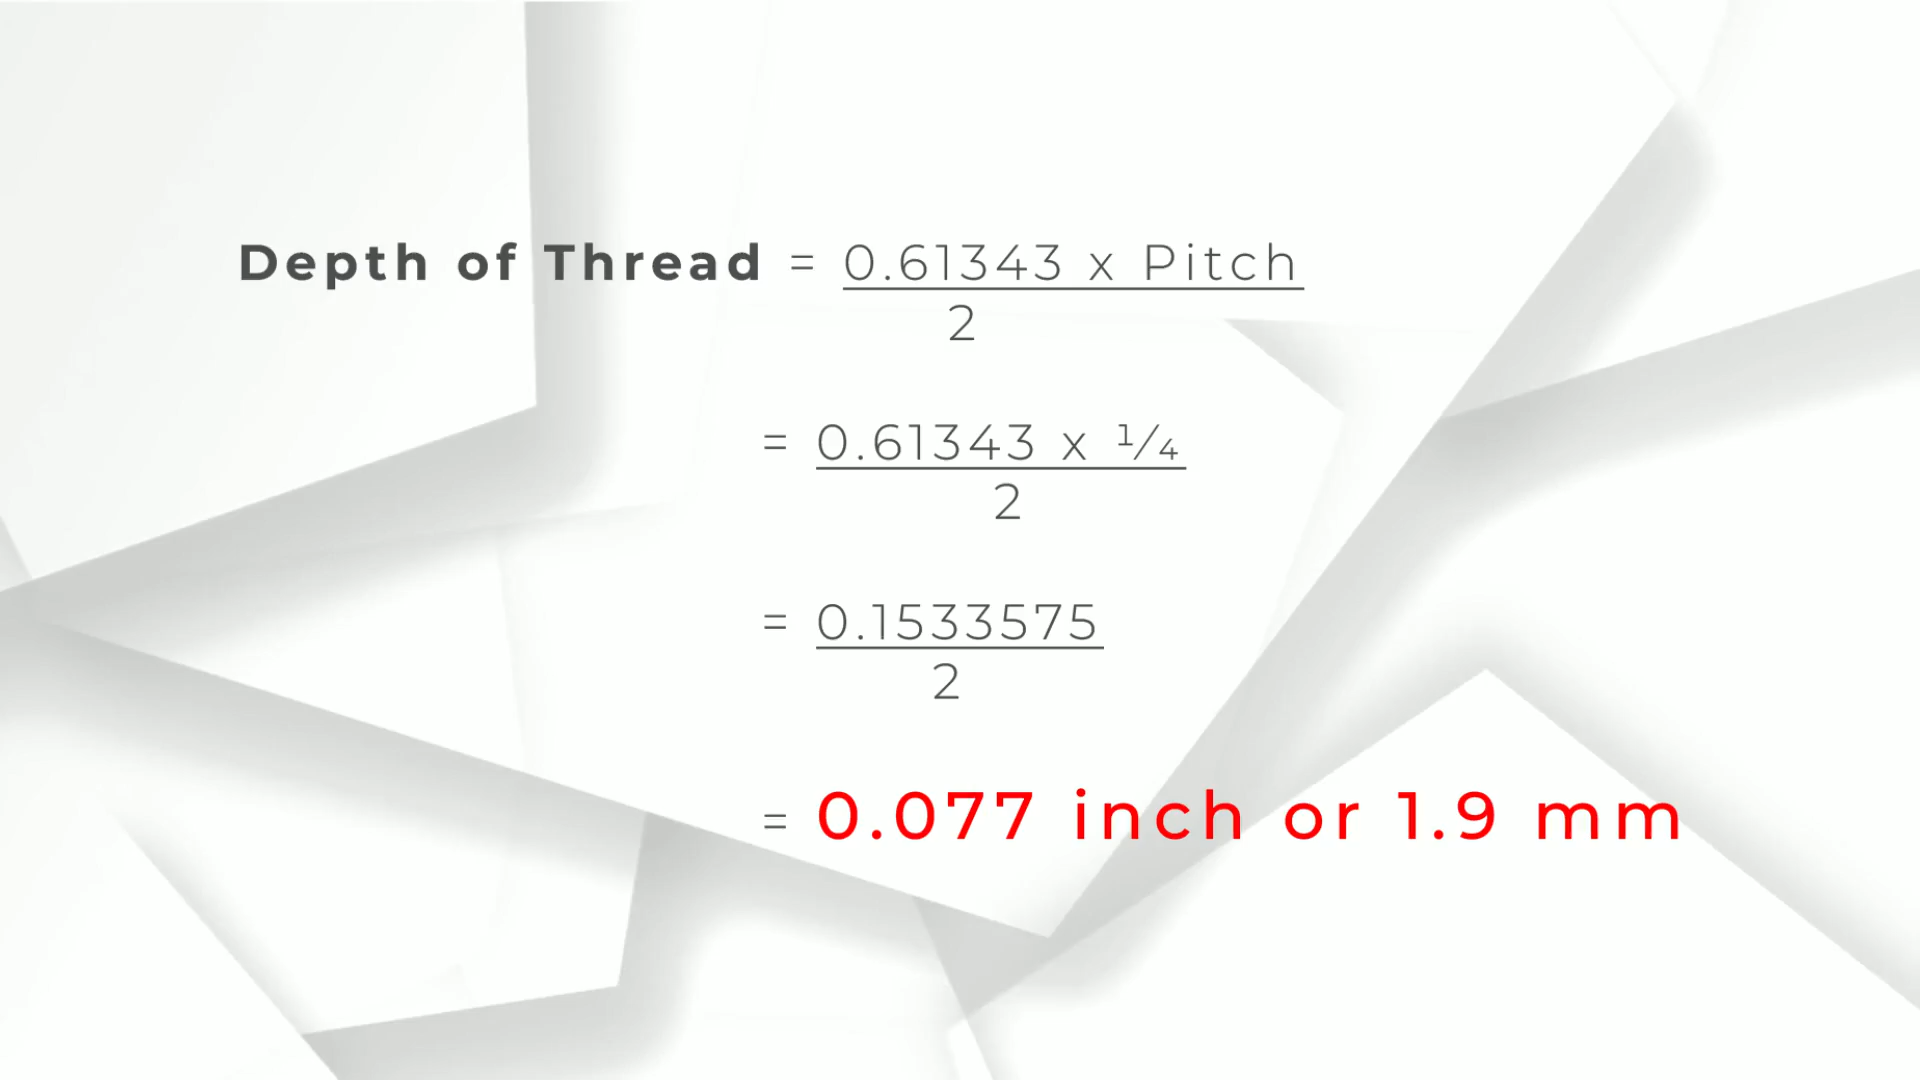 Depth of Thread = 0.61343 x Pitch
2
= 0.61343 x ¼
2
= 0.1533575
2
= 0.077 inch or 1.9 mm